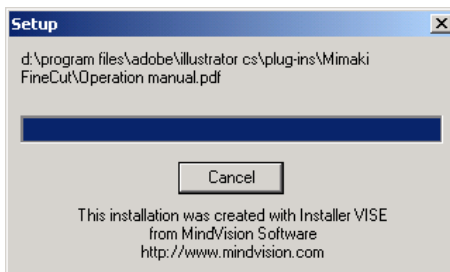 Setup
d:\program files\adobe\illustrator cs\plug-ins\Mimaki
FineCut\Operation manual.pdf
Cancel
This installation was created with Installer VISE
from MindVision Software
http://www.mindvision.com